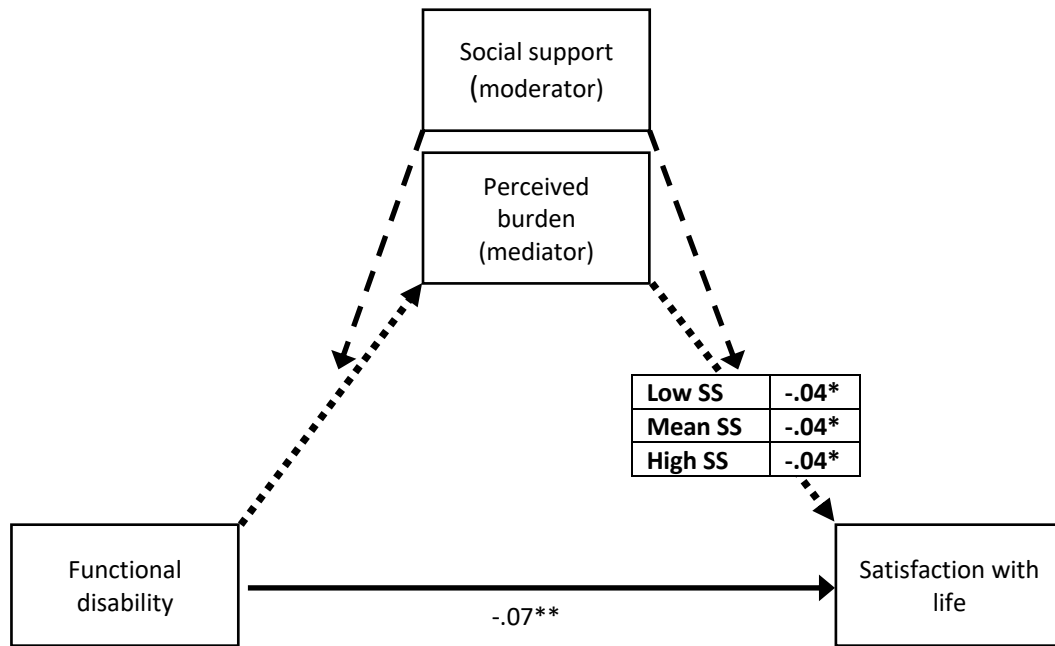 Social support
(moderator)
Perceived
burden
(mediator)
Low SS -.04*
Mean SS -.04*
High SS -.04*
Functional
disability
Satisfaction with
life
-.07**